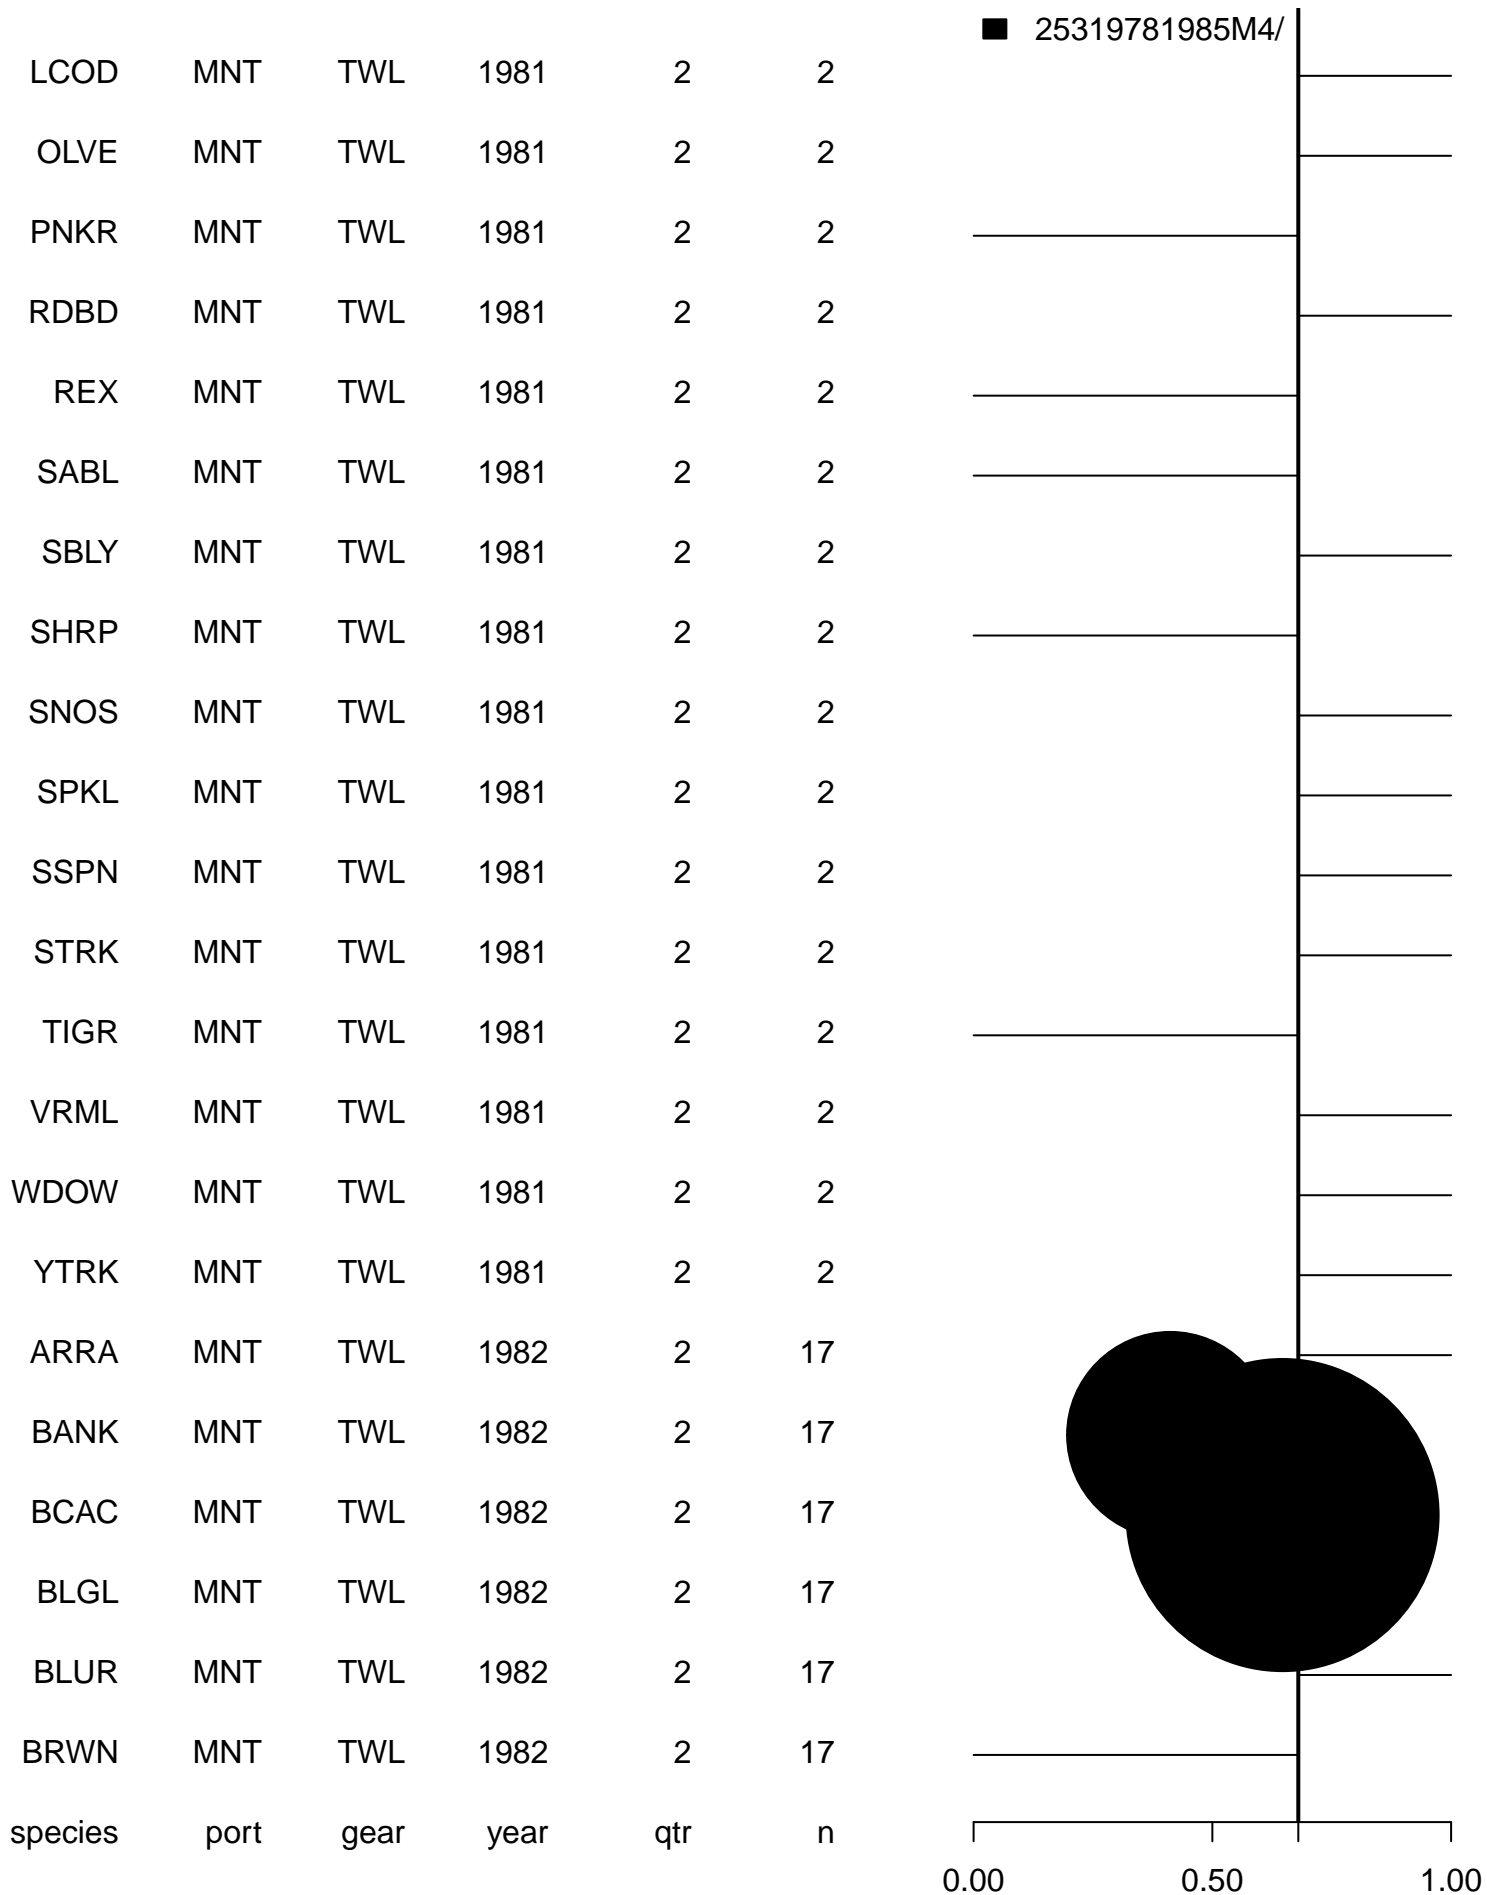 25319781985M4/
LCOD MNT TWL 1981 2 2
OLVE MNT TWL 1981 2 2
PNKR MNT TWL 1981 2 2
RDBD MNT TWL 1981 2 2
REX MNT TWL 1981 2 2
SABL MNT TWL 1981 2 2
SBLY MNT TWL 1981 2 2
SHRP MNT TWL 1981 2 2
SNOS MNT TWL 1981 2 2
SPKL MNT TWL 1981 2 2
SSPN MNT TWL 1981 2 2
STRK MNT TWL 1981 2 2
TIGR MNT TWL 1981 2 2
VRML MNT TWL 1981 2 2
WDOW MNT TWL 1981 2 2
YTRK MNT TWL 1981 2 2
ARRA MNT TWL 1982 2 17
BANK MNT TWL 1982 2 17
BCAC MNT TWL 1982 2 17
BLGL MNT TWL 1982 2 17
BLUR MNT TWL 1982 2 17
BRWN MNT TWL 1982 2 17
species port gear year qtr n
0.00 0.50 1.00